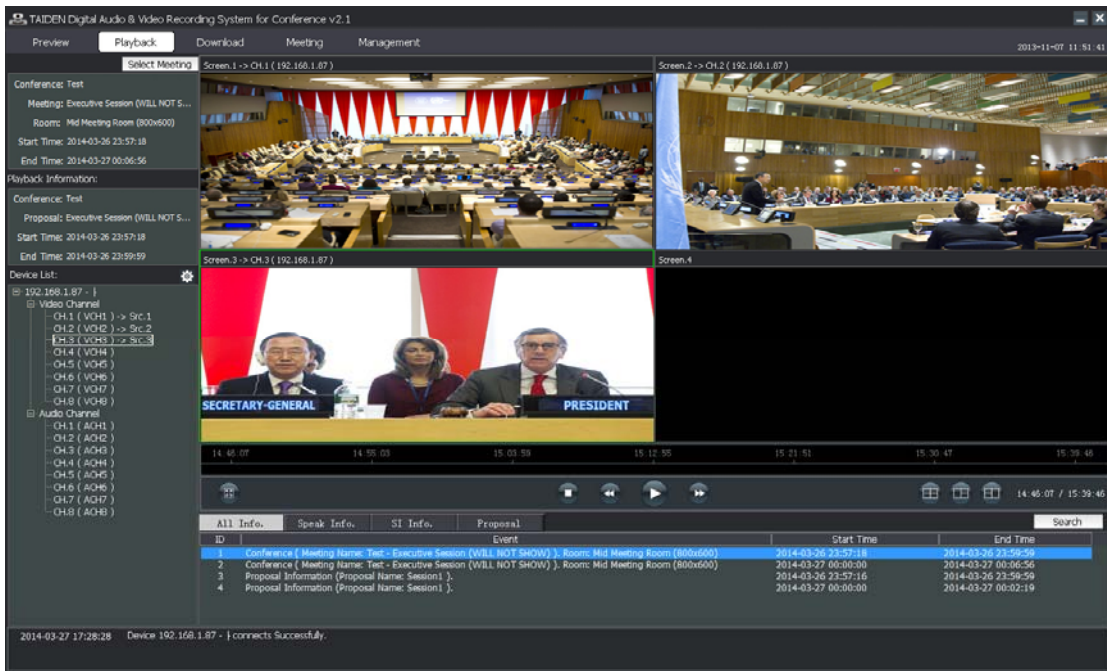 TAIDEN Digital Audio & Video Recording System for Conference v2.1
Preview Playback Download Meeting Management
2013-11-07 11:51:41
Select Meeting
Conference: Test
Meeting: Executive Session (WILL NOT S...
Room: Mid Meeting Room (800x600)
Start Time: 2014-03-26 23:57:18
End Time: 2014-03-27 00:06:56
Playback Information:
Conference: Test
Proposal: Executive Session (WILL NOT S...
Start Time: 2014-03-26 23:57:18
End Time: 2014-03-26 23:59:59
Device List:
192.168.1.87 - ├
Video Channel
CH.1 ( VCH1 ) -> Src.1
CH.2 ( VCH2 ) -> Src.2
CH.3 ( VCH3 ) -> Src.3
CH.4 ( VCH4 )
CH.5 ( VCH5 )
CH.6 ( VCH6 )
CH.7 ( VCH7 )
CH.8 ( VCH8 )
Audio Channel
CH.1 ( ACH1 )
CH.2 ( ACH2 )
CH.3 ( ACH3 )
CH.4 ( ACH4 )
CH.5 ( ACH5 )
CH.6 ( ACH6 )
CH.7 ( ACH7 )
CH.8 ( ACH8 )
Screen.1 -> CH.1 ( 192.168.1.87 )
Screen.2 -> CH.2 ( 192.168.1.87 )
Screen.3 -> CH.3 ( 192.168.1.87 )
Screen.4
SECRETARY-GENERAL
PRESIDENT
14:46:07 14:55:03 15:03:59 15:12:55 15:21:51 15:30:47 15:39:46
14:46:07 / 15:39:46
All Info. Speak Info. SI Info. Proposal Search
ID Event Start Time End Time
1 Conference ( Meeting Name: Test - Executive Session (WILL NOT SHOW) ). Room: Mid Meeting Room (800x600) 2014-03-26 23:57:18 2014-03-26 23:59:59
2 Conference ( Meeting Name: Test - Executive Session (WILL NOT SHOW) ). Room: Mid Meeting Room (800x600) 2014-03-27 00:00:00 2014-03-27 00:06:56
3 Proposal Information (Proposal Name: Session1 ). 2014-03-26 23:57:16 2014-03-26 23:59:59
4 Proposal Information (Proposal Name: Session1 ). 2014-03-27 00:00:00 2014-03-27 00:02:19
2014-03-27 17:28:28 Device 192.168.1.87 - ├ connects Successfully.